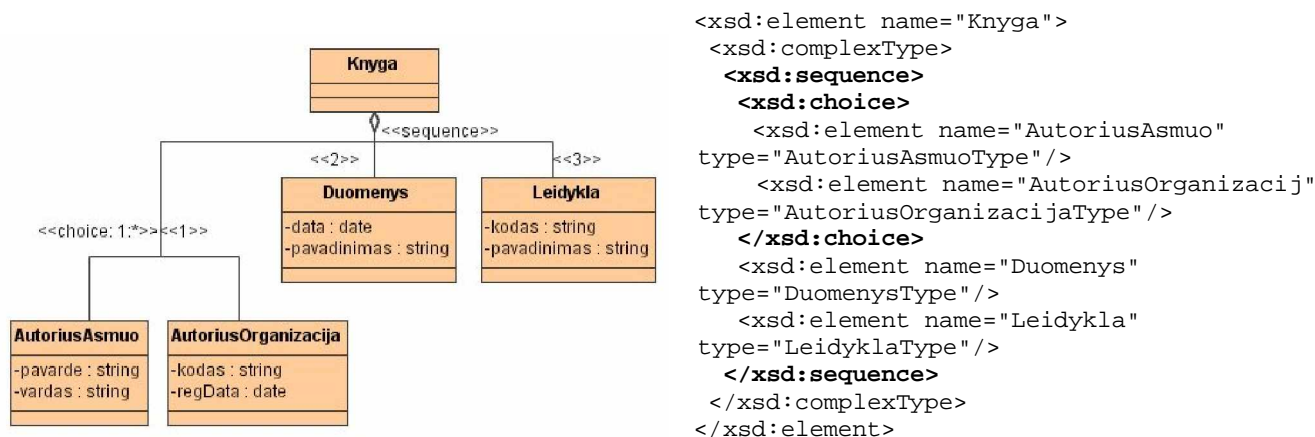 Knyga
<<sequence>>
<<2>>
<<3>>
Duomenys
-data : date
-pavadinimas : string
Leidykla
-kodas : string
-pavadinimas : string
<<choice: 1:*>>
<<1>>
AutoriusAsmuo
-pavarde : string
-vardas : string
AutoriusOrganizacija
-kodas : string
-regData : date
<xsd:element name="Knyga">
<xsd:complexType>
<xsd:sequence>
<xsd:choice>
<xsd:element name="AutoriusAsmuo"
type="AutoriusAsmuoType"/>
<xsd:element name="AutoriusOrganizacij"
type="AutoriusOrganizacijaType"/>
</xsd:choice>
<xsd:element name="Duomenys"
type="DuomenysType"/>
<xsd:element name="Leidykla"
type="LeidyklaType"/>
</xsd:sequence>
</xsd:complexType>
</xsd:element>